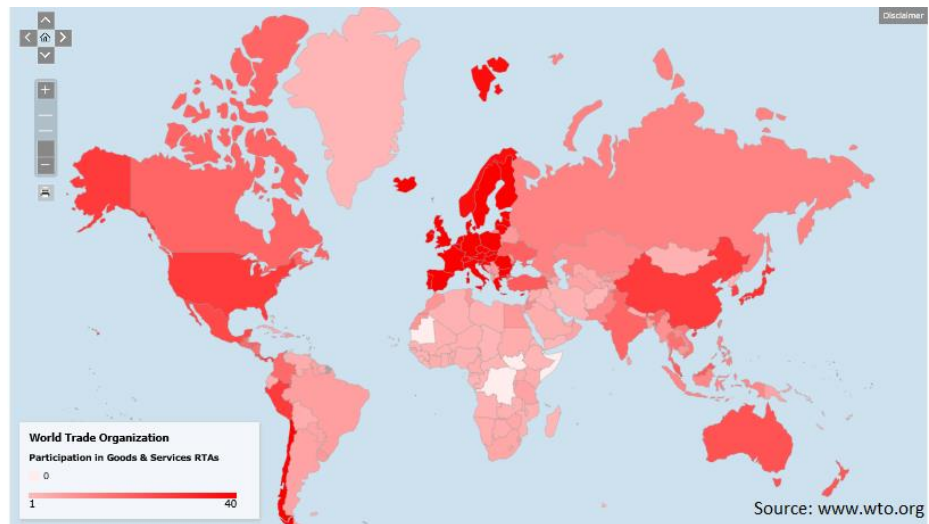 Disclaimer
World Trade Organization
Participation in Goods & Services RTAs
0
1 40
Source: www.wto.org